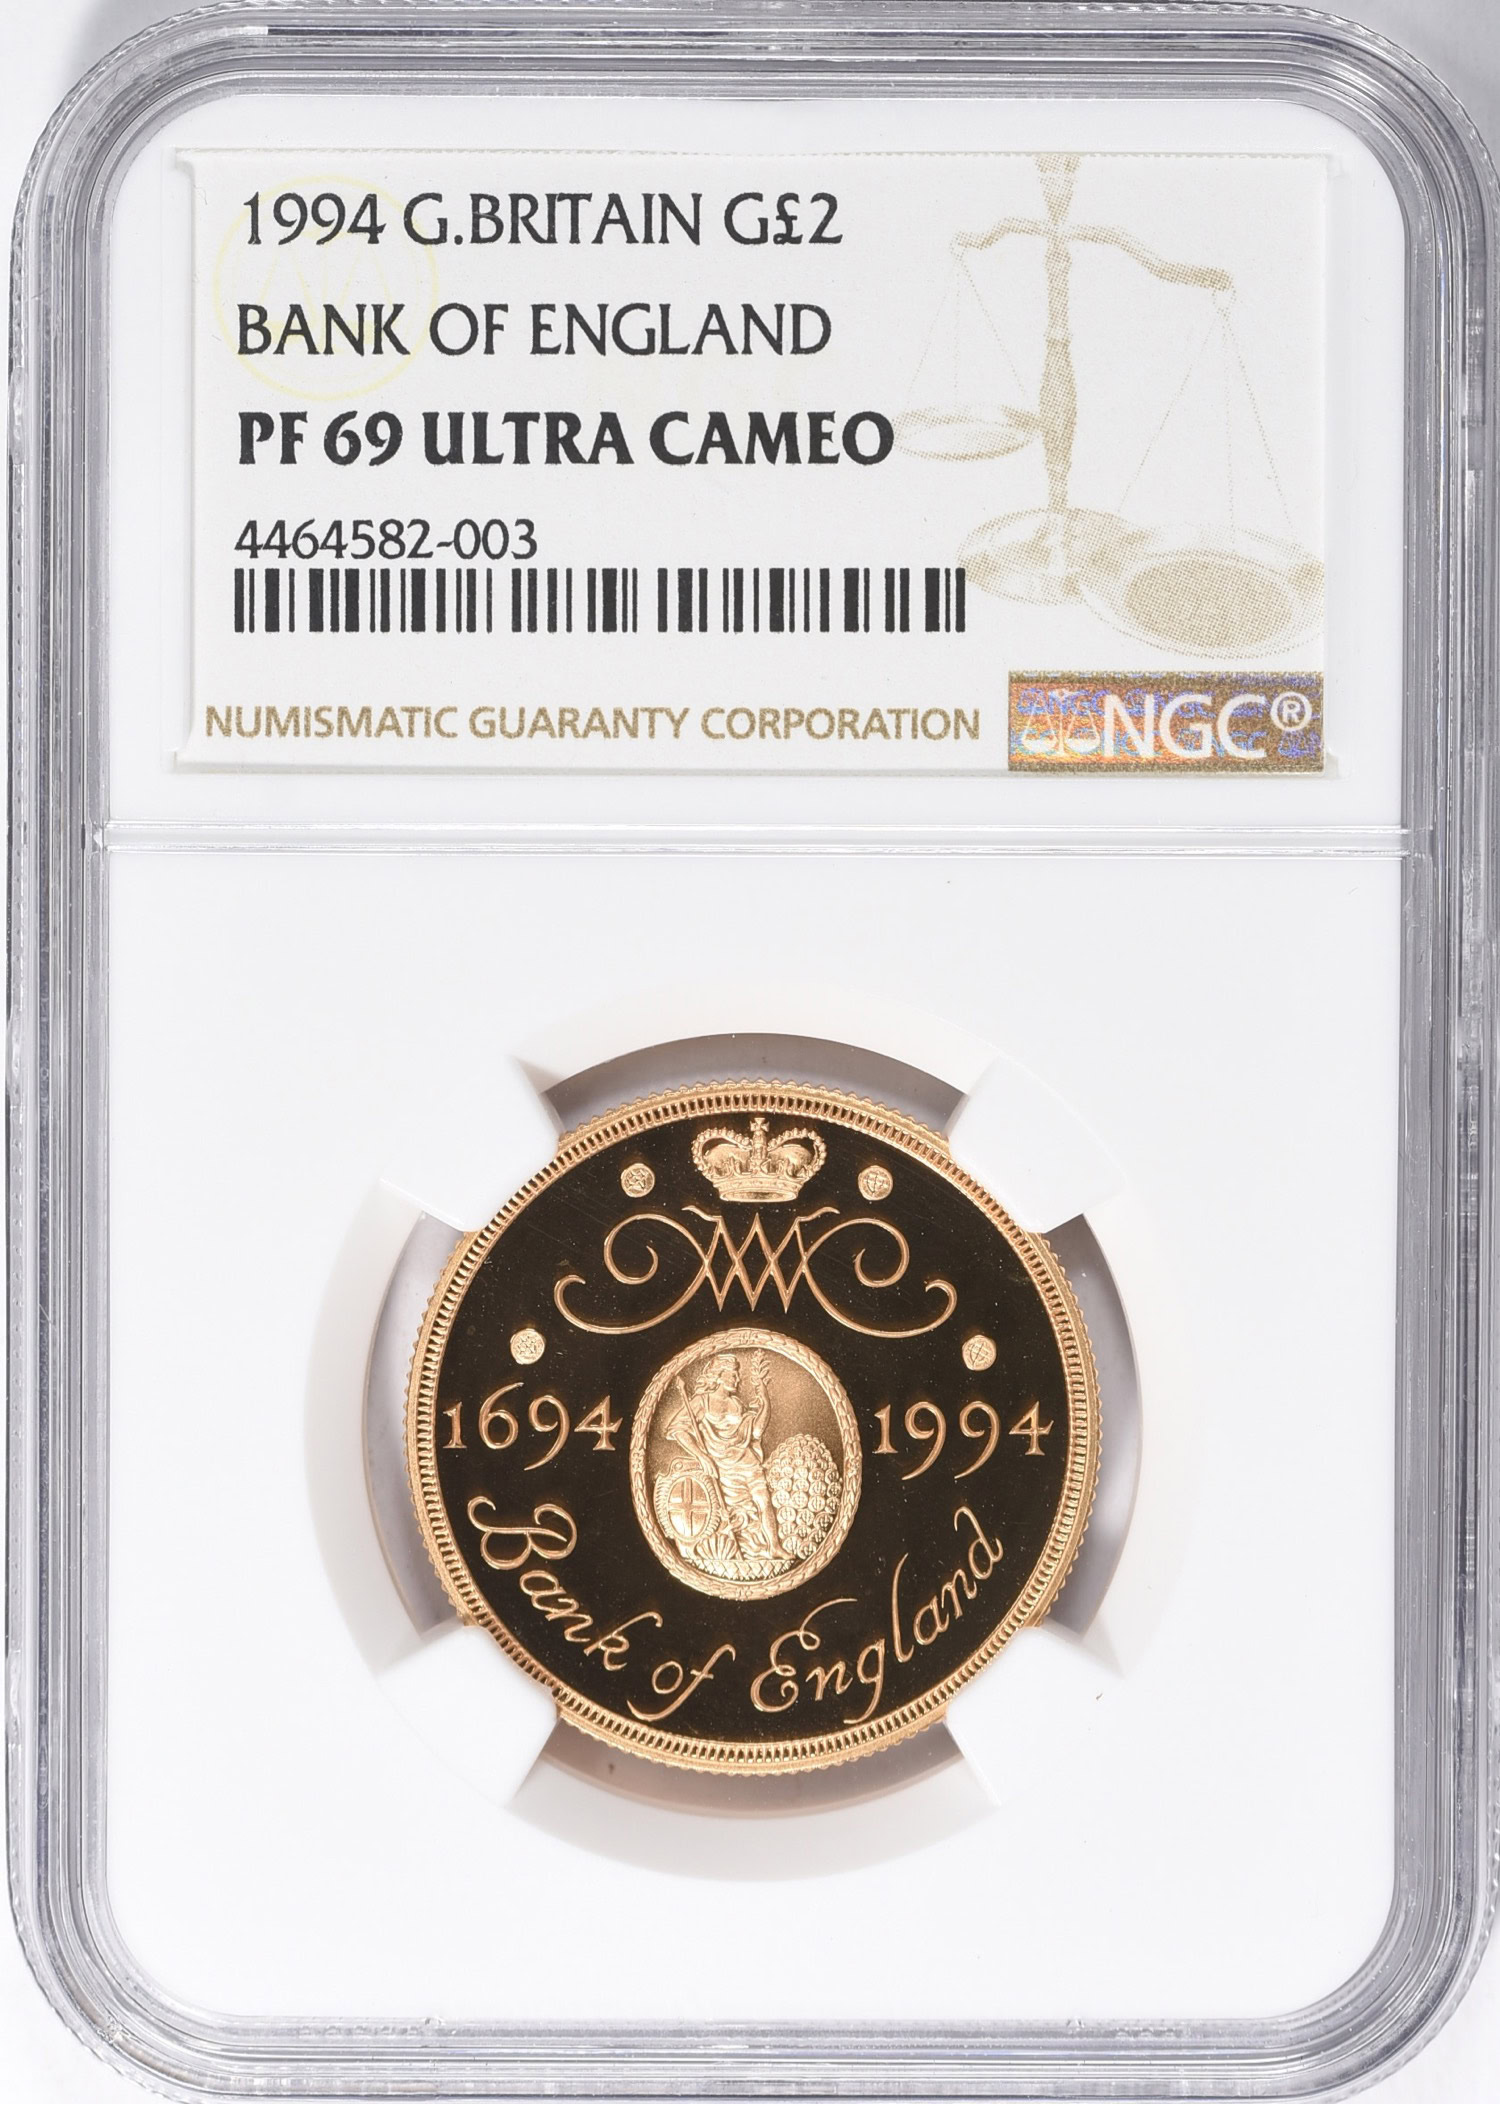 1994 G.BRITAIN G£2
BANK OF ENGLAND
PF 69 ULTRA CAMEO
4464582-003
NUMISMATIC GUARANTY CORPORATION
NGC®
1694 1994
Bank of England